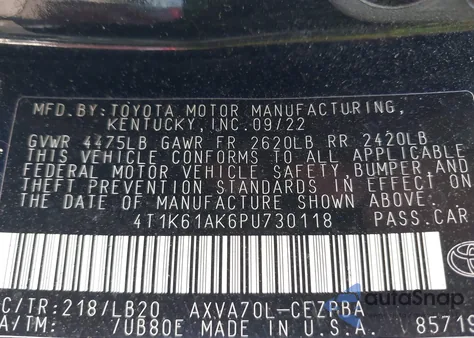 MFD.BY:TOYOTA MOTOR MANUFACTURING,
KENTUCKY,INC.09/22
GVWR 4475LB GAWR FR 2620LB RR 2420LB
THIS VEHICLE CONFORMS TO ALL APPLICABLE
FEDERAL MOTOR VEHICLE SAFETY,BUMPER,AND
THEFT PREVENTION STANDARDS IN EFFECT ON
THE DATE OF MANUFACTURE SHOWN ABOVE.
4T1K61AK6PU730118 PASS.CAR
C/TR:218/LB20 AXVA70L-CEZPBA
A/TM: /UB80E MADE IN U.S.A. 85719
autoSnap